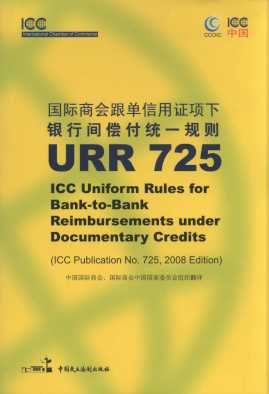 ICC
International Chamber of Commerce
CCOIC
ICC
中国
国际商会跟单信用证项下
银行间偿付统一规则
URR 725
ICC Uniform Rules for
Bank-to-Bank
Reimbursements under
Documentary Credits
(ICC Publication No. 725, 2008 Edition)
中国国际商会、国际商会中国国家委员会组织翻译
中国民主法制出版社